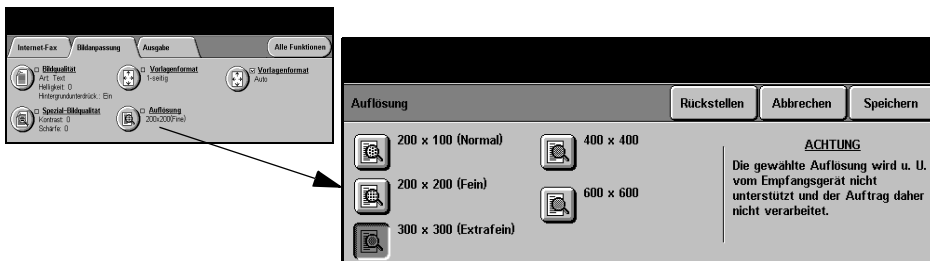 Internet-Fax
Bildanpassung
Ausgabe
Alle Funktionen
Bildqualität
Art: Text
Helligkeit: 0
Hintergrundunterdrück.: Ein
Vorlagenformat
1-seitig
Vorlagenformat
Auto
Spezial-Bildqualität
Kontrast: 0
Schärfe: 0
Auflösung
200x200(Fine)
Auflösung
Rückstellen
Abbrechen
Speichern
200 x 100 (Normal)
200 x 200 (Fein)
300 x 300 (Extrafein)
400 x 400
600 x 600
ACHTUNG
Die gewählte Auflösung wird u. U.
vom Empfangsgerät nicht
unterstützt und der Auftrag daher
nicht verarbeitet.